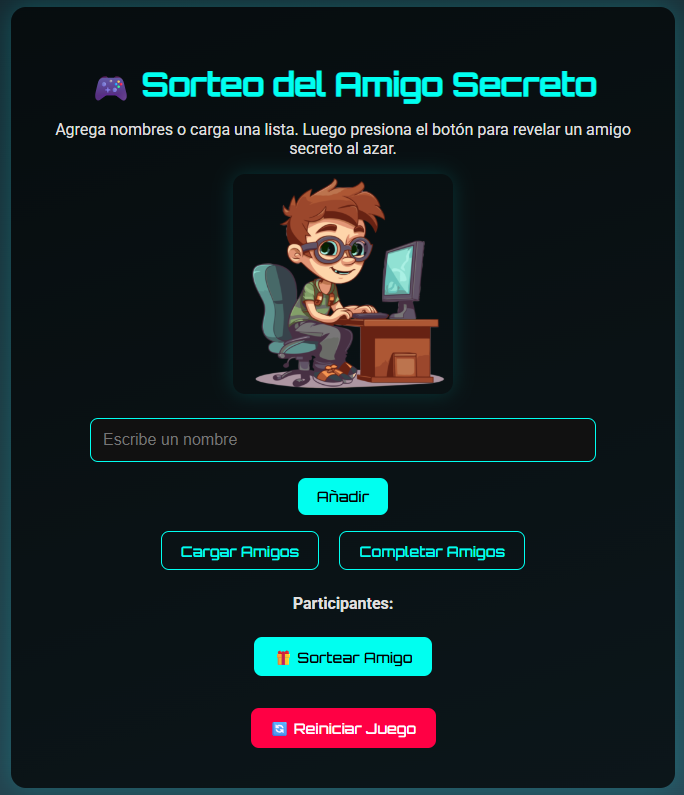 Sorteo del Amigo Secreto
Agrega nombres o carga una lista. Luego presiona el botón para revelar un amigo
secreto al azar.
Escribe un nombre
Añadir
Cargar Amigos
Completar Amigos
Participantes:
Sortear Amigo
Reiniciar Juego